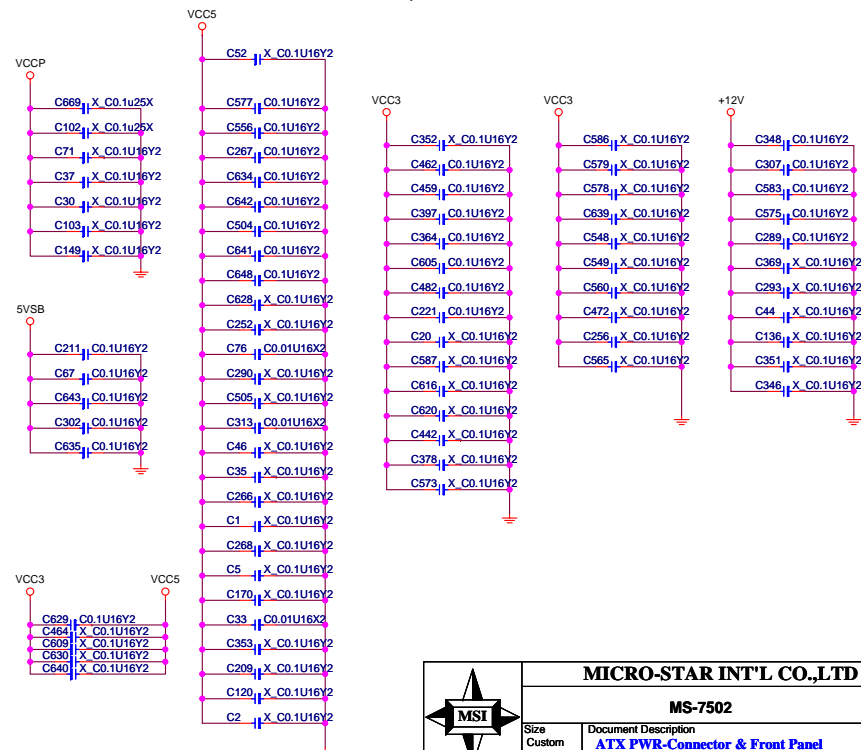 VCCP
C669 X_C0.1u25X
C102 X_C0.1u25X
C71 X_C0.1U16Y2
C37 X_C0.1U16Y2
C30 X_C0.1U16Y2
C103 X_C0.1U16Y2
C149 X_C0.1U16Y2
5VSB
C211 C0.1U16Y2
C67 C0.1U16Y2
C643 C0.1U16Y2
C302 C0.1U16Y2
C635 C0.1U16Y2
VCC3 VCC5
C629 C0.1U16Y2
C464 X_C0.1U16Y2
C609 X_C0.1U16Y2
C630 X_C0.1U16Y2
C640 X_C0.1U16Y2
VCC5
C52 X_C0.1U16Y2
C577 C0.1U16Y2
C556 C0.1U16Y2
C267 C0.1U16Y2
C634 C0.1U16Y2
C642 C0.1U16Y2
C504 C0.1U16Y2
C641 C0.1U16Y2
C648 C0.1U16Y2
C628 X_C0.1U16Y2
C252 X_C0.1U16Y2
C76 C0.01U16X2
C290 X_C0.1U16Y2
C505 X_C0.1U16Y2
C313 C0.01U16X2
C46 X_C0.1U16Y2
C35 X_C0.1U16Y2
C266 X_C0.1U16Y2
C1 X_C0.1U16Y2
C268 X_C0.1U16Y2
C5 X_C0.1U16Y2
C170 X_C0.1U16Y2
C33 C0.01U16X2
C353 X_C0.1U16Y2
C209 X_C0.1U16Y2
C120 X_C0.1U16Y2
C2 X_C0.1U16Y2
VCC3
C352 X_C0.1U16Y2
C462 C0.1U16Y2
C459 C0.1U16Y2
C397 C0.1U16Y2
C364 C0.1U16Y2
C605 C0.1U16Y2
C482 C0.1U16Y2
C221 C0.1U16Y2
C20 X_C0.1U16Y2
C587 X_C0.1U16Y2
C616 X_C0.1U16Y2
C620 X_C0.1U16Y2
C442 X_C0.1U16Y2
C378 X_C0.1U16Y2
C573 X_C0.1U16Y2
VCC3
C586 X_C0.1U16Y2
C579 X_C0.1U16Y2
C578 X_C0.1U16Y2
C639 X_C0.1U16Y2
C548 X_C0.1U16Y2
C549 X_C0.1U16Y2
C560 X_C0.1U16Y2
C472 X_C0.1U16Y2
C256 X_C0.1U16Y2
C565 X_C0.1U16Y2
+12V
C348 C0.1U16Y2
C307 C0.1U16Y2
C583 C0.1U16Y2
C575 C0.1U16Y2
C289 C0.1U16Y2
C369 X_C0.1U16Y2
C293 X_C0.1U16Y2
C44 X_C0.1U16Y2
C136 X_C0.1U16Y2
C351 X_C0.1U16Y2
C346 X_C0.1U16Y2
MSI
MICRO-STAR INT'L CO.,LTD
MS-7502
Size
Custom
Document Description
ATX PWR-Connector & Front Panel